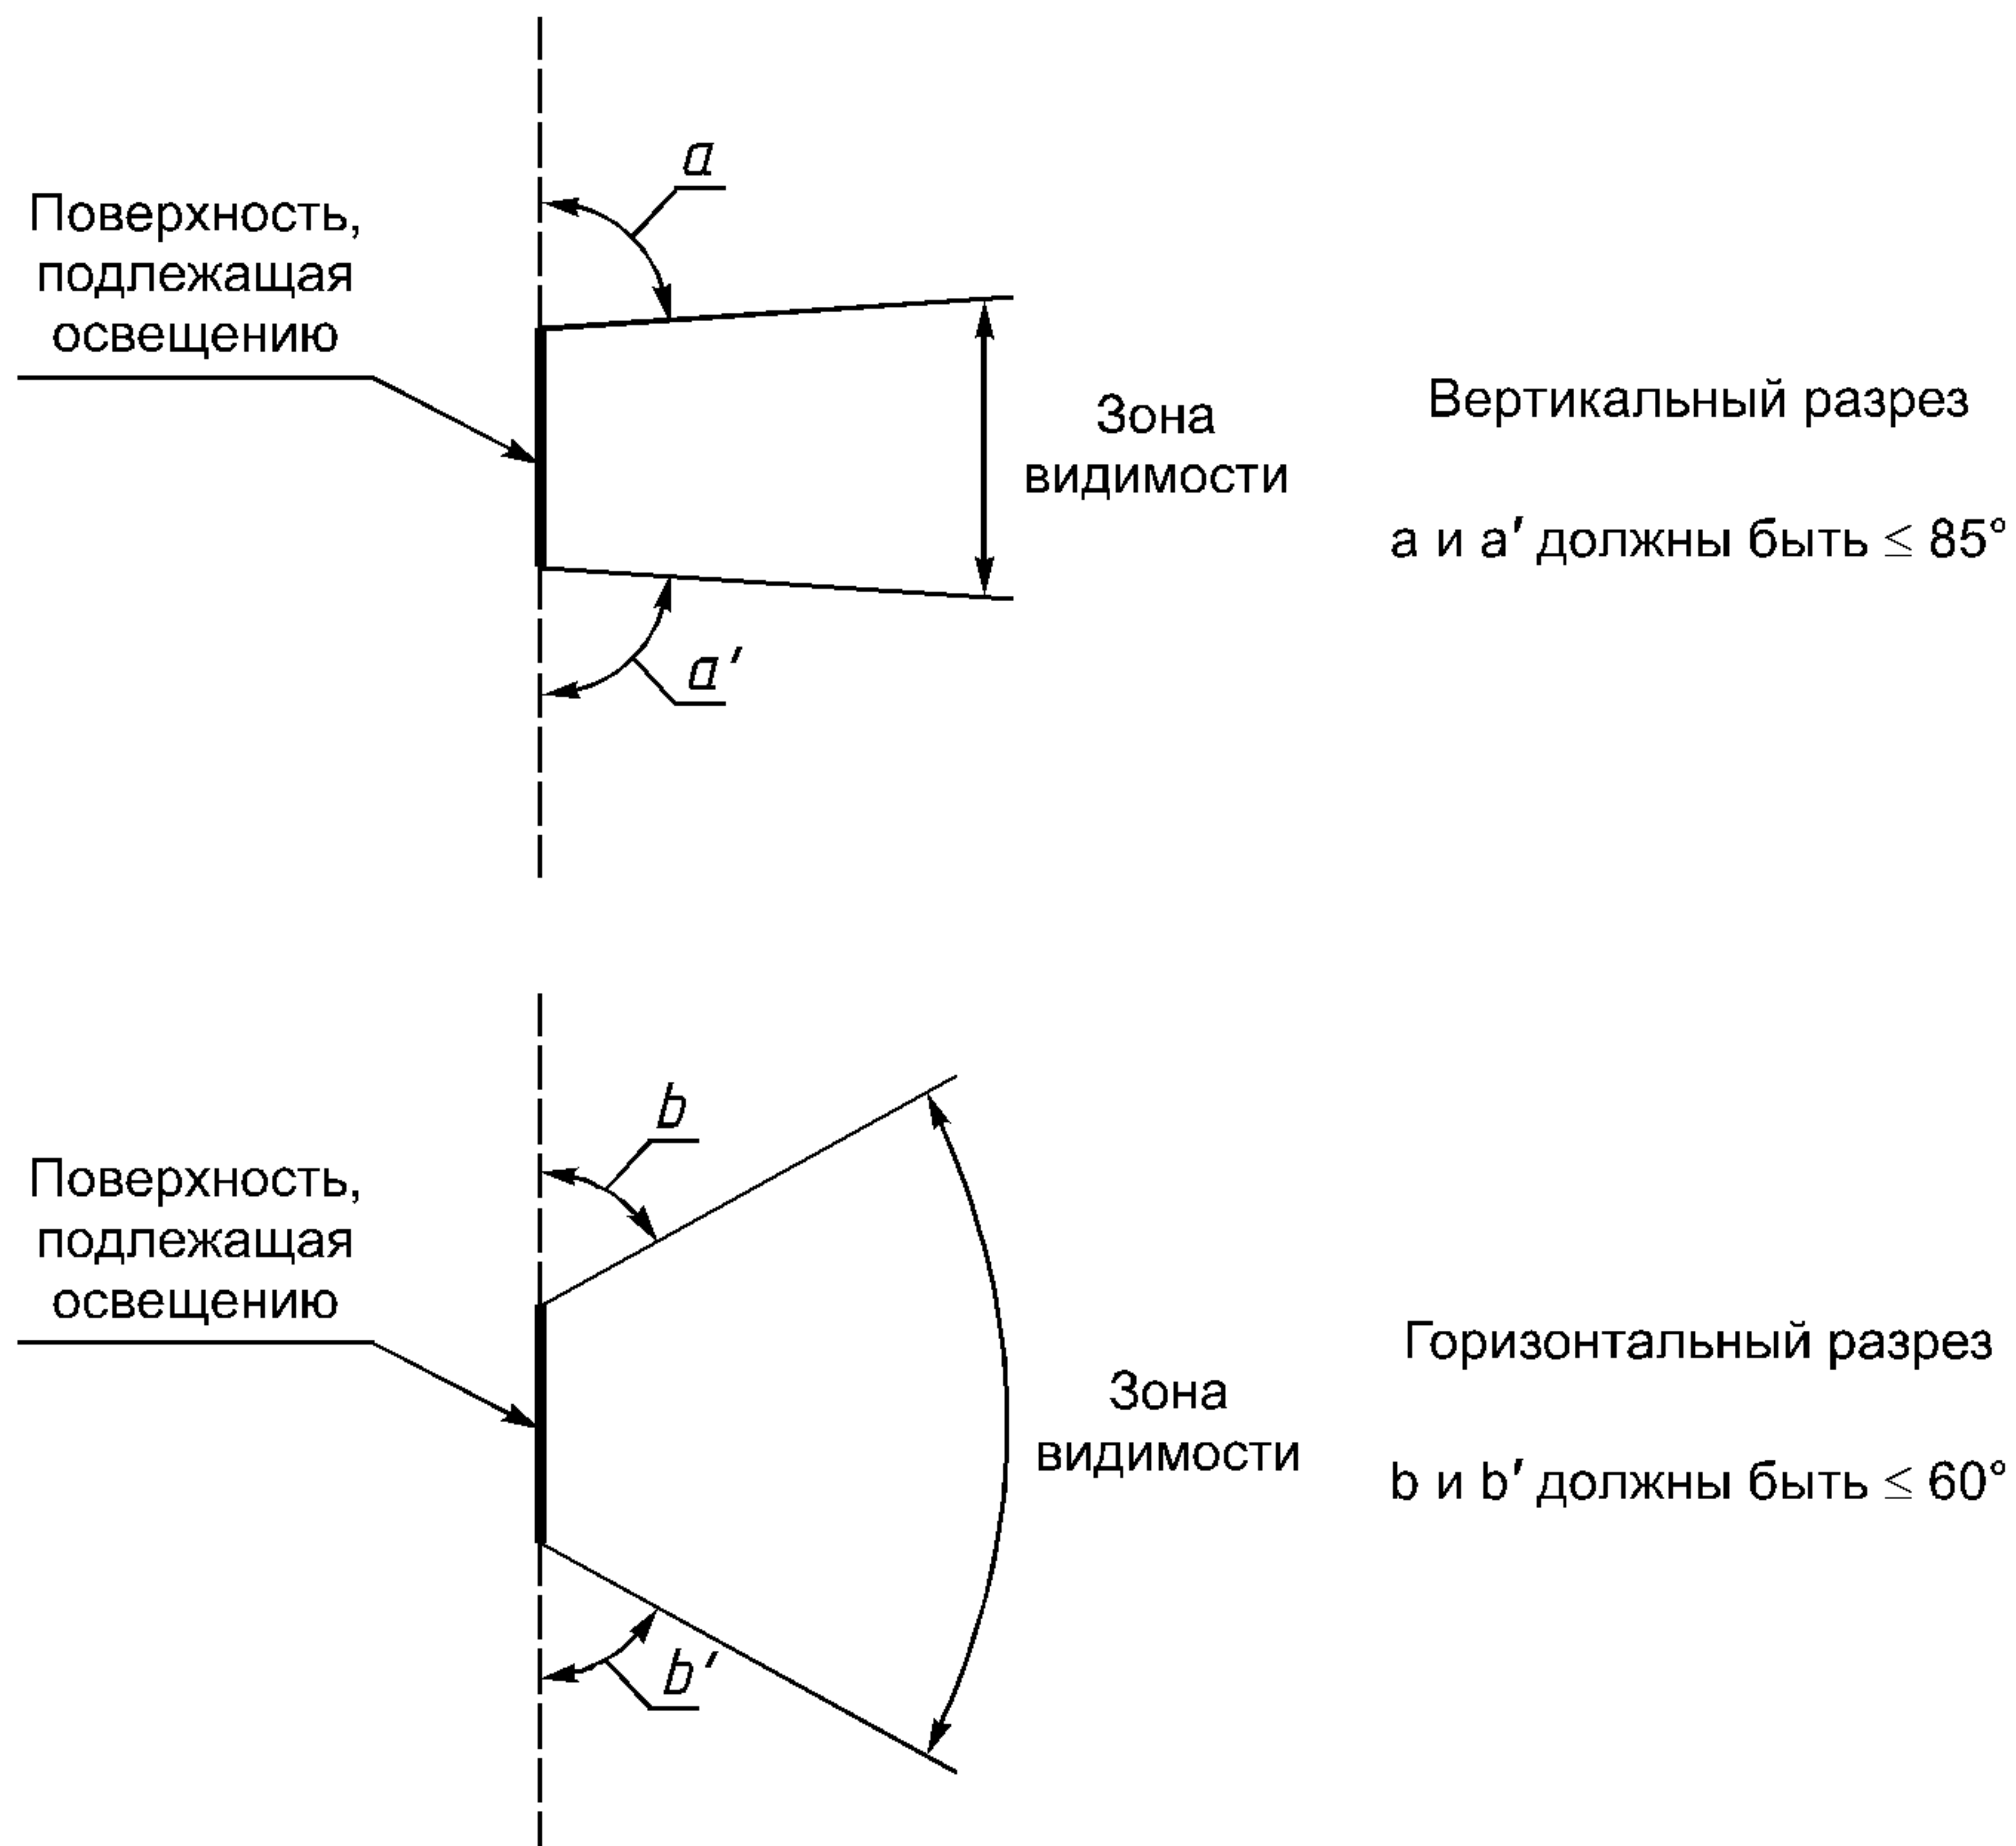 a
Поверхность,
подлежащая
освещению
Зона
видимости
Вертикальный разрез
a и a′ должны быть ≤ 85°
a′
b
Поверхность,
подлежащая
освещению
Зона
видимости
Горизонтальный разрез
b и b′ должны быть ≤ 60°
b′